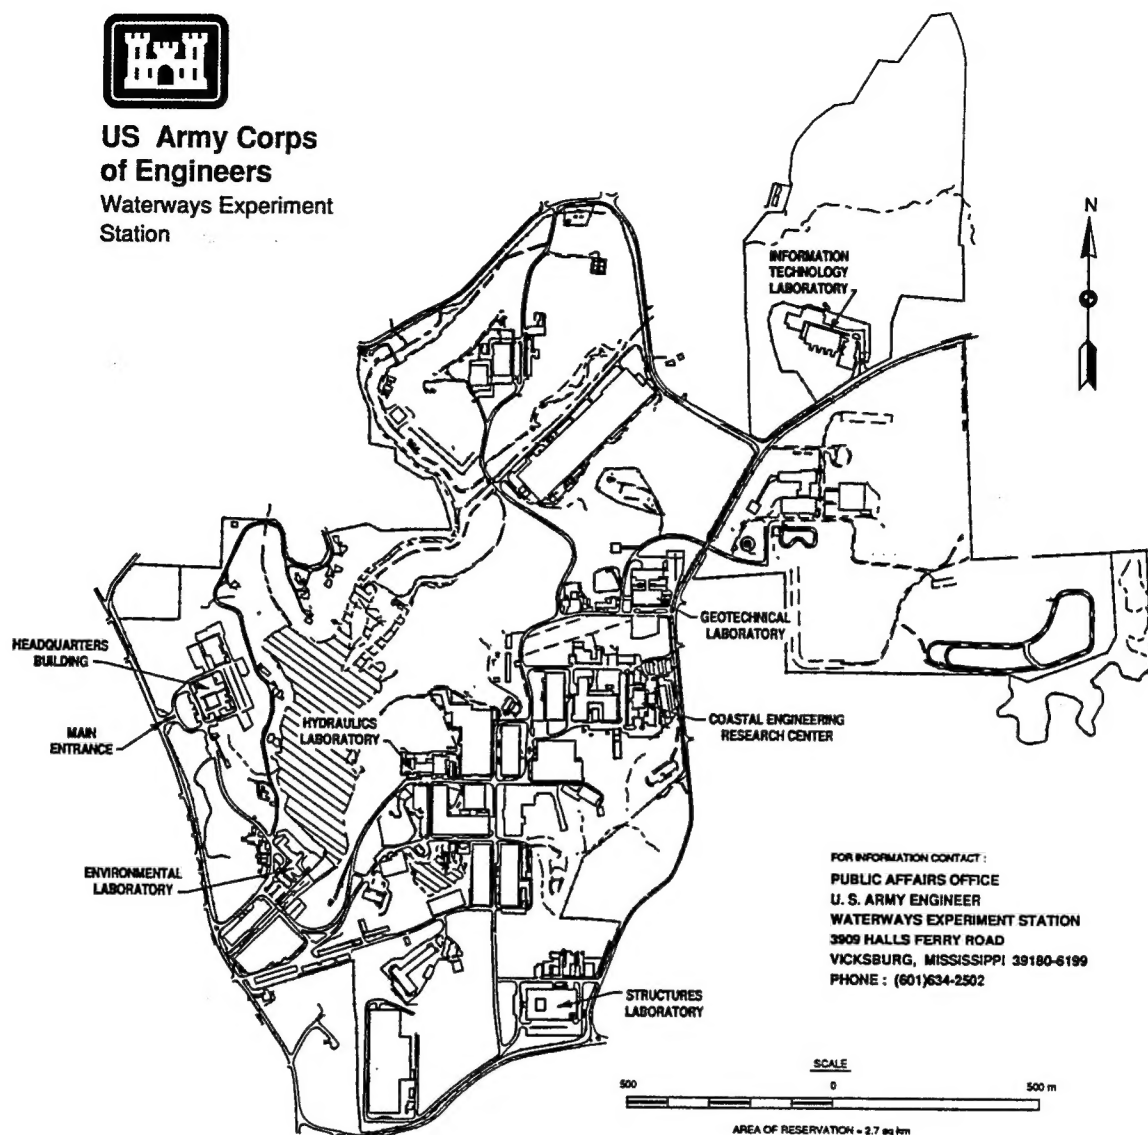 US Army Corps
of Engineers
Waterways Experiment
Station
N
INFORMATION
TECHNOLOGY
LABORATORY
GEOTECHNICAL
LABORATORY
HEADQUARTERS
BUILDING
MAIN
ENTRANCE
HYDRAULICS
LABORATORY
COASTAL ENGINEERING
RESEARCH CENTER
ENVIRONMENTAL
LABORATORY
STRUCTURES
LABORATORY
FOR INFORMATION CONTACT :
PUBLIC AFFAIRS OFFICE
U. S. ARMY ENGINEER
WATERWAYS EXPERIMENT STATION
3909 HALLS FERRY ROAD
VICKSBURG, MISSISSIPPI 39180-6199
PHONE : (601)634-2502
SCALE
500 0 500 m
AREA OF RESERVATION = 2.7 sq km